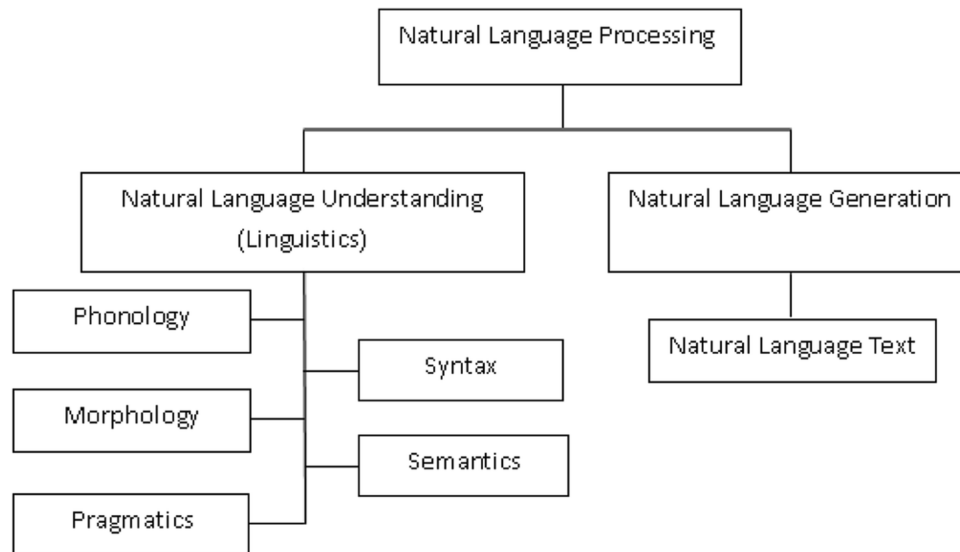 Natural Language Processing
Natural Language Understanding
(Linguistics)
Natural Language Generation
Phonology
Natural Language Text
Syntax
Morphology
Semantics
Pragmatics